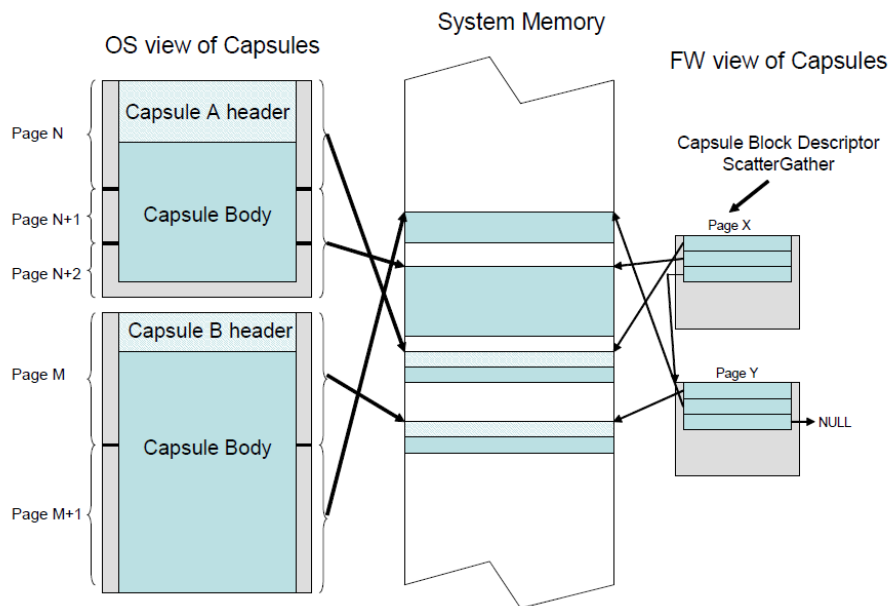 OS view of Capsules
System Memory
FW view of Capsules
Capsule A header
Page N
Capsule Block Descriptor
ScatterGather
Page N+1
Capsule Body
Page X
Page N+2
Capsule B header
Page M
Page Y
NULL
Capsule Body
Page M+1